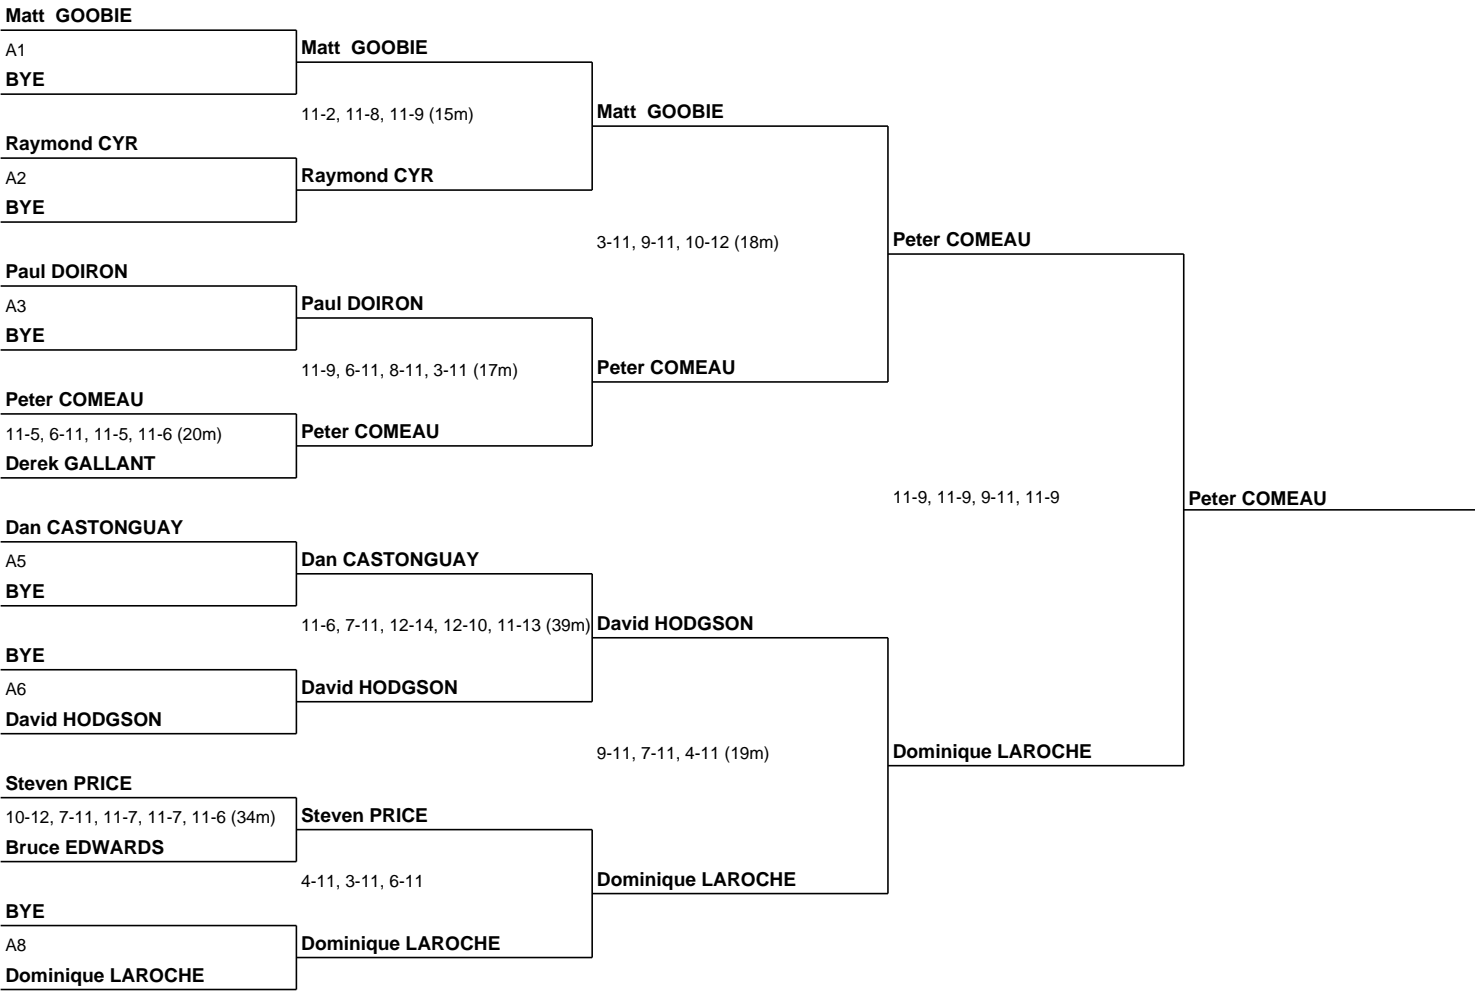 Matt  GOOBIE
A1
BYE
Raymond CYR
A2
BYE
Paul DOIRON
A3
BYE
Peter COMEAU
11-5, 6-11, 11-5, 11-6 (20m)
Derek GALLANT
Dan CASTONGUAY
A5
BYE
BYE
A6
David HODGSON
Steven PRICE
10-12, 7-11, 11-7, 11-7, 11-6 (34m)
Bruce EDWARDS
BYE
A8
Dominique LAROCHE
Matt  GOOBIE
11-2, 11-8, 11-9 (15m)
Raymond CYR
Paul DOIRON
11-9, 6-11, 8-11, 3-11 (17m)
Peter COMEAU
Dan CASTONGUAY
11-6, 7-11, 12-14, 12-10, 11-13 (39m)
David HODGSON
Steven PRICE
4-11, 3-11, 6-11
Dominique LAROCHE
Matt  GOOBIE
3-11, 9-11, 10-12 (18m)
Peter COMEAU
David HODGSON
9-11, 7-11, 4-11 (19m)
Dominique LAROCHE
Peter COMEAU
11-9, 11-9, 9-11, 11-9
Dominique LAROCHE
Peter COMEAU